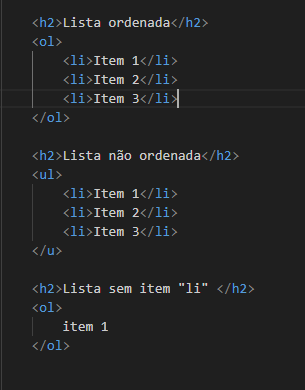 <h2>Lista ordenada</h2>
<ol>
<li>Item 1</li>
<li>Item 2</li>
<li>Item 3</li>
</ol>
<h2>Lista não ordenada</h2>
<ul>
<li>Item 1</li>
<li>Item 2</li>
<li>Item 3</li>
</u>
<h2>Lista sem item "li" </h2>
<ol>
item 1
</ol>